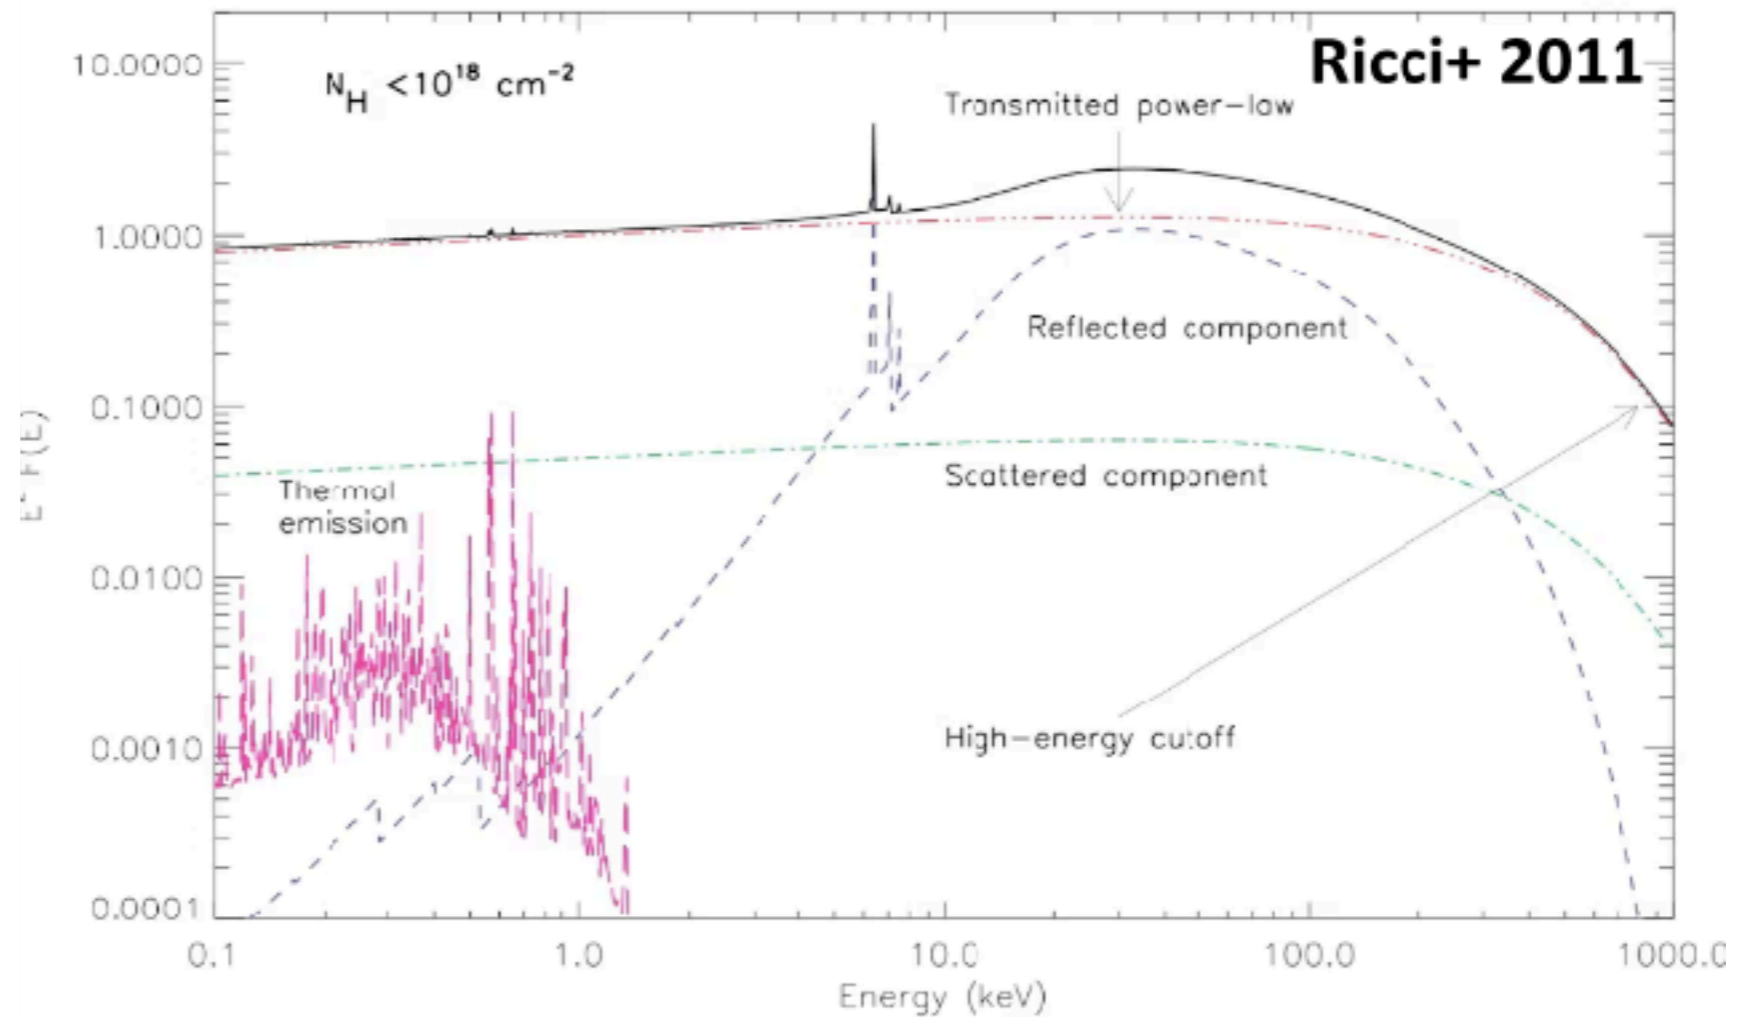 10.0000
1.0000
0.1000
0.0100
0.0010
0.0001
N_H <10^18 cm^-2
Ricci+ 2011
Transmitted power-law
Reflected component
Scattered component
Thermal
emission
High-energy cutoff
0.1
1.0
10.0
100.0
1000.0
Energy (keV)
F(E)